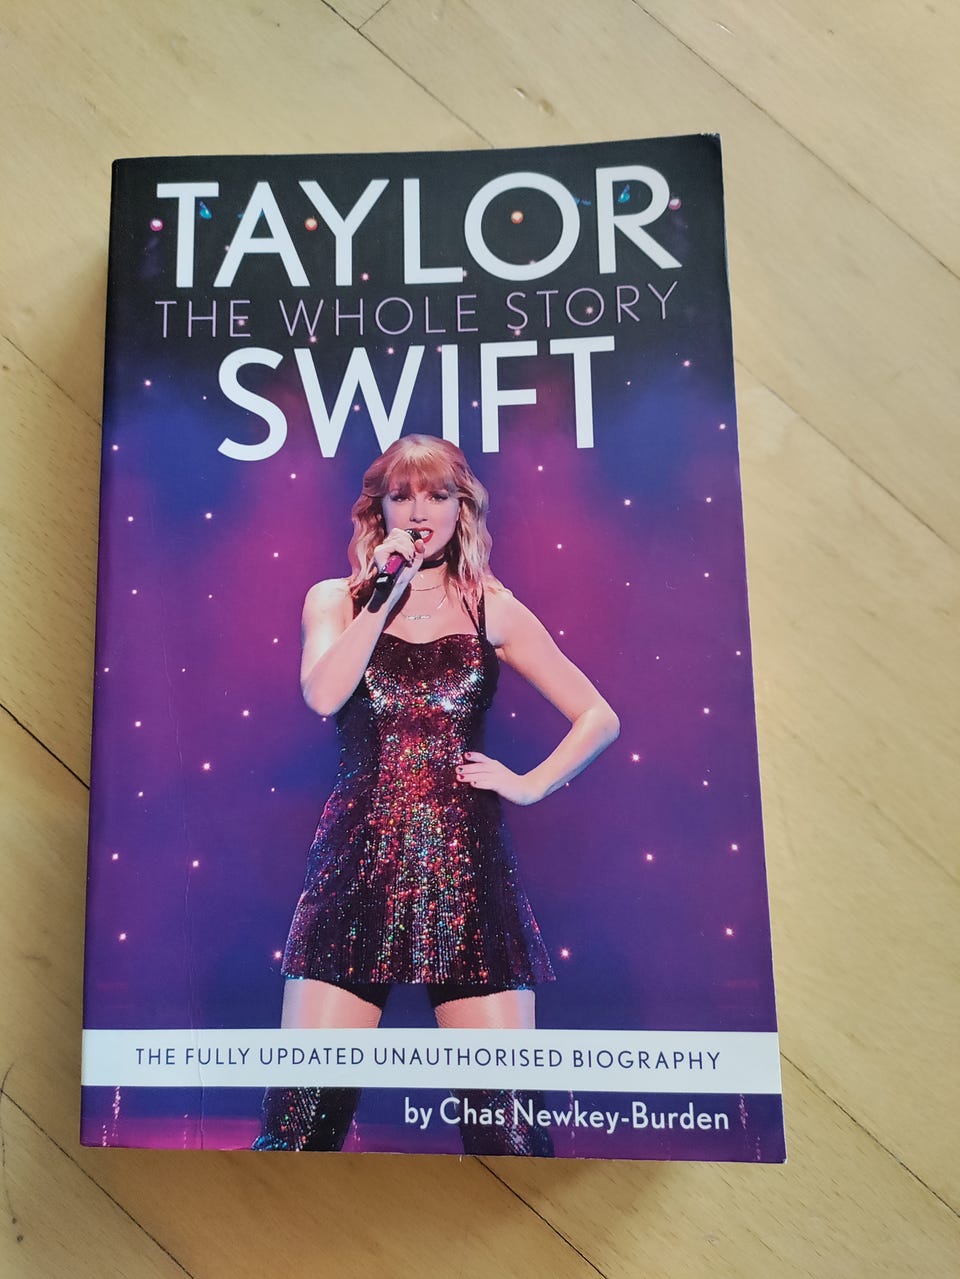 TAYLOR
THE WHOLE STORY
SWIFT
THE FULLY UPDATED UNAUTHORISED BIOGRAPHY
by Chas Newkey-Burden